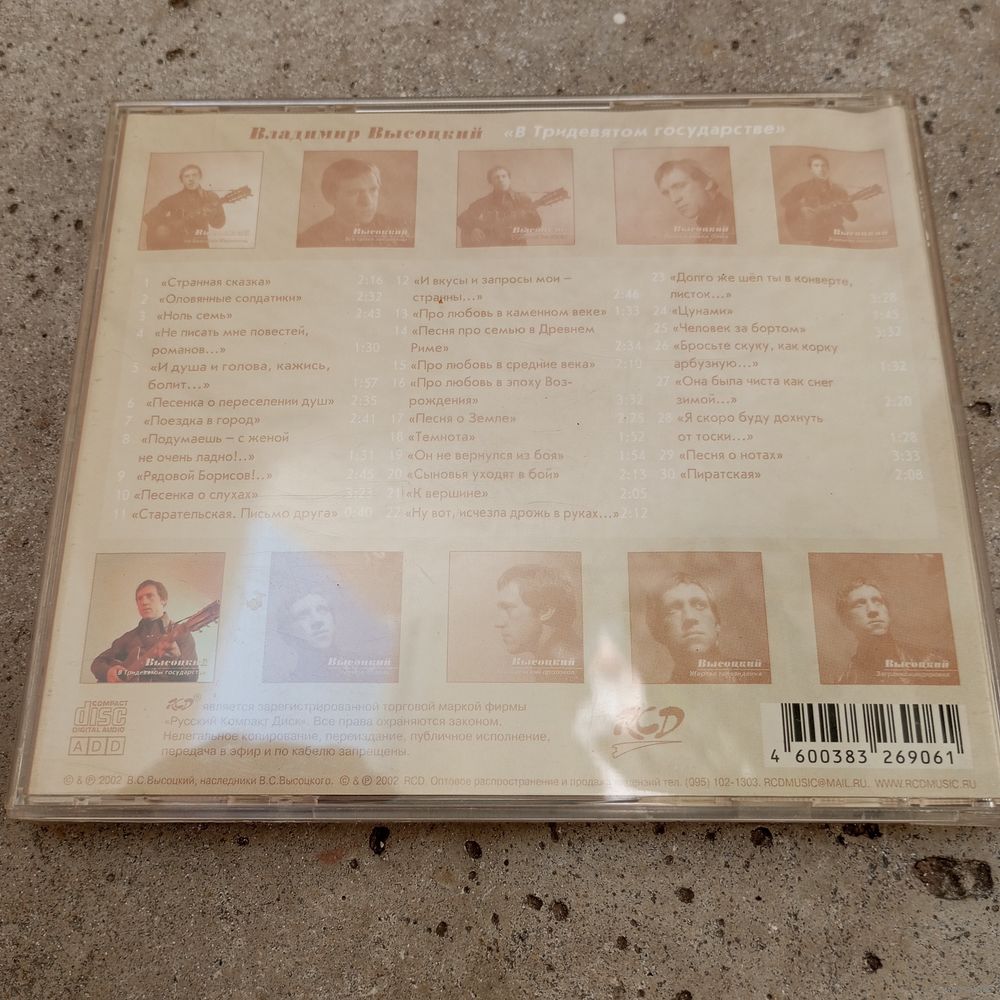 Владимир Высоцкий «В Тридевятом государстве»
Высоцкий
Высоцкий
Высоцкий
Высоцкий
Высоцкий
1 «Странная сказка» 2:16
2 «Оловянные солдатики» 2:32
3 «Ноль семь» 2:43
4 «Не писать мне повестей,
романов...» 1:30
5 «И душа и голова, кажись,
болит...» 1:57
6 «Песенка о переселении душ» 2:35
7 «Поездка в город» 2:41
8 «Подумаешь – с женой
не очень ладно!..» 1:31
9 «Рядовой Борисов!..» 2:45
10 «Песенка о слухах» 3:23
11 «Старательская. Письмо друга» 0:40
12 «И вкусы и запросы мои –
странны...» 2:46
13 «Про любовь в каменном веке» 1:33
14 «Песня про семью в Древнем
Риме» 2:34
15 «Про любовь в средние века» 2:10
16 «Про любовь в эпоху Воз-
рождения» 3:32
17 «Песня о Земле» 2:25
18 «Темнота» 1:52
19 «Он не вернулся из боя» 1:54
20 «Сыновья уходят в бой» 2:13
21 «К вершине» 2:05
22 «Ну вот, исчезла дрожь в руках...» 2:12
23 «Долго же шёл ты в конверте,
листок...» 3:28
24 «Цунами» 1:45
25 «Человек за бортом» 3:32
26 «Бросьте скуку, как корку
арбузную...» 1:32
27 «Она была чиста как снег
зимой...» 2:20
28 «Я скоро буду дохнуть
от тоски...» 1:28
29 «Песня о нотах» 3:33
30 «Пиратская» 2:08
Высоцкий
В Тридевятом государстве
Высоцкий
Высоцкий
Высоцкий
Высоцкий
COMPACT
disc
DIGITAL AUDIO
ADD
RCD® является зарегистрированной торговой маркой фирмы
«Русский Компакт Диск». Все права охраняются законом.
Нелегальное копирование, переиздание, публичное исполнение,
передача в эфир и по кабелю запрещены.
RCD
4 600383 269061
© & ℗ 2002 В.С.Высоцкий, наследники В.С.Высоцкого. © & ℗ 2002 RCD. Оптовое распространение и продажа лицензий тел. (095) 102-1303. RCDMUSIC@MAIL.RU. WWW.RCDMUSIC.RU